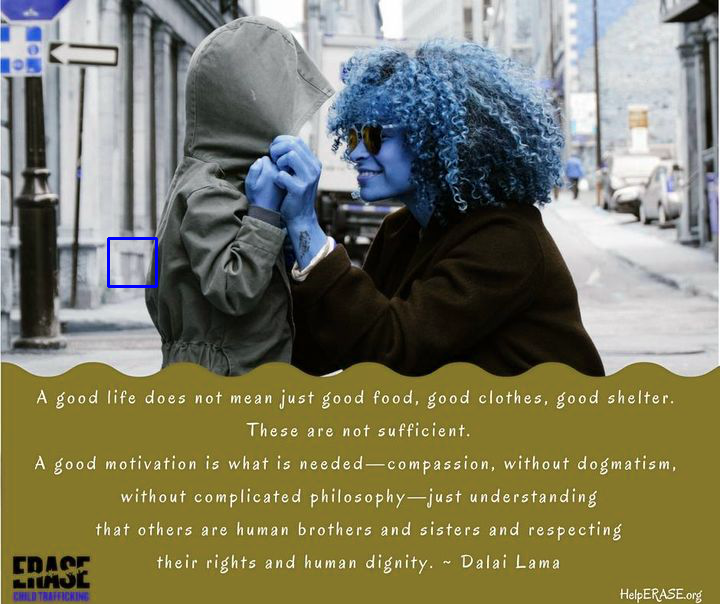 A good life does not mean just good food, good clothes, good shelter.
These are not sufficient.
A good motivation is what is needed—compassion, without dogmatism,
without complicated philosophy—just understanding
that others are human brothers and sisters and respecting
their rights and human dignity. ~ Dalai Lama
ERASE
CHILD TRAFFICKING
HelpERASE.org